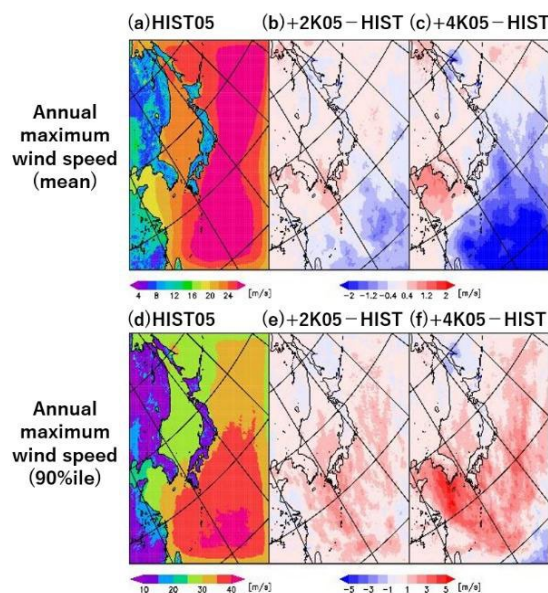 (a)HIST05 (b)+2K05−HIST (c)+4K05−HIST
Annual
maximum
wind speed
(mean)
4 8 12 16 20 24 [m/s] −2 −1.2 −0.4 0.4 1.2 2 [m/s]
(d)HIST05 (e)+2K05−HIST (f)+4K05−HIST
Annual
maximum
wind speed
(90%ile)
10 20 30 40 [m/s] −5 −3 −1 1 3 5 [m/s]